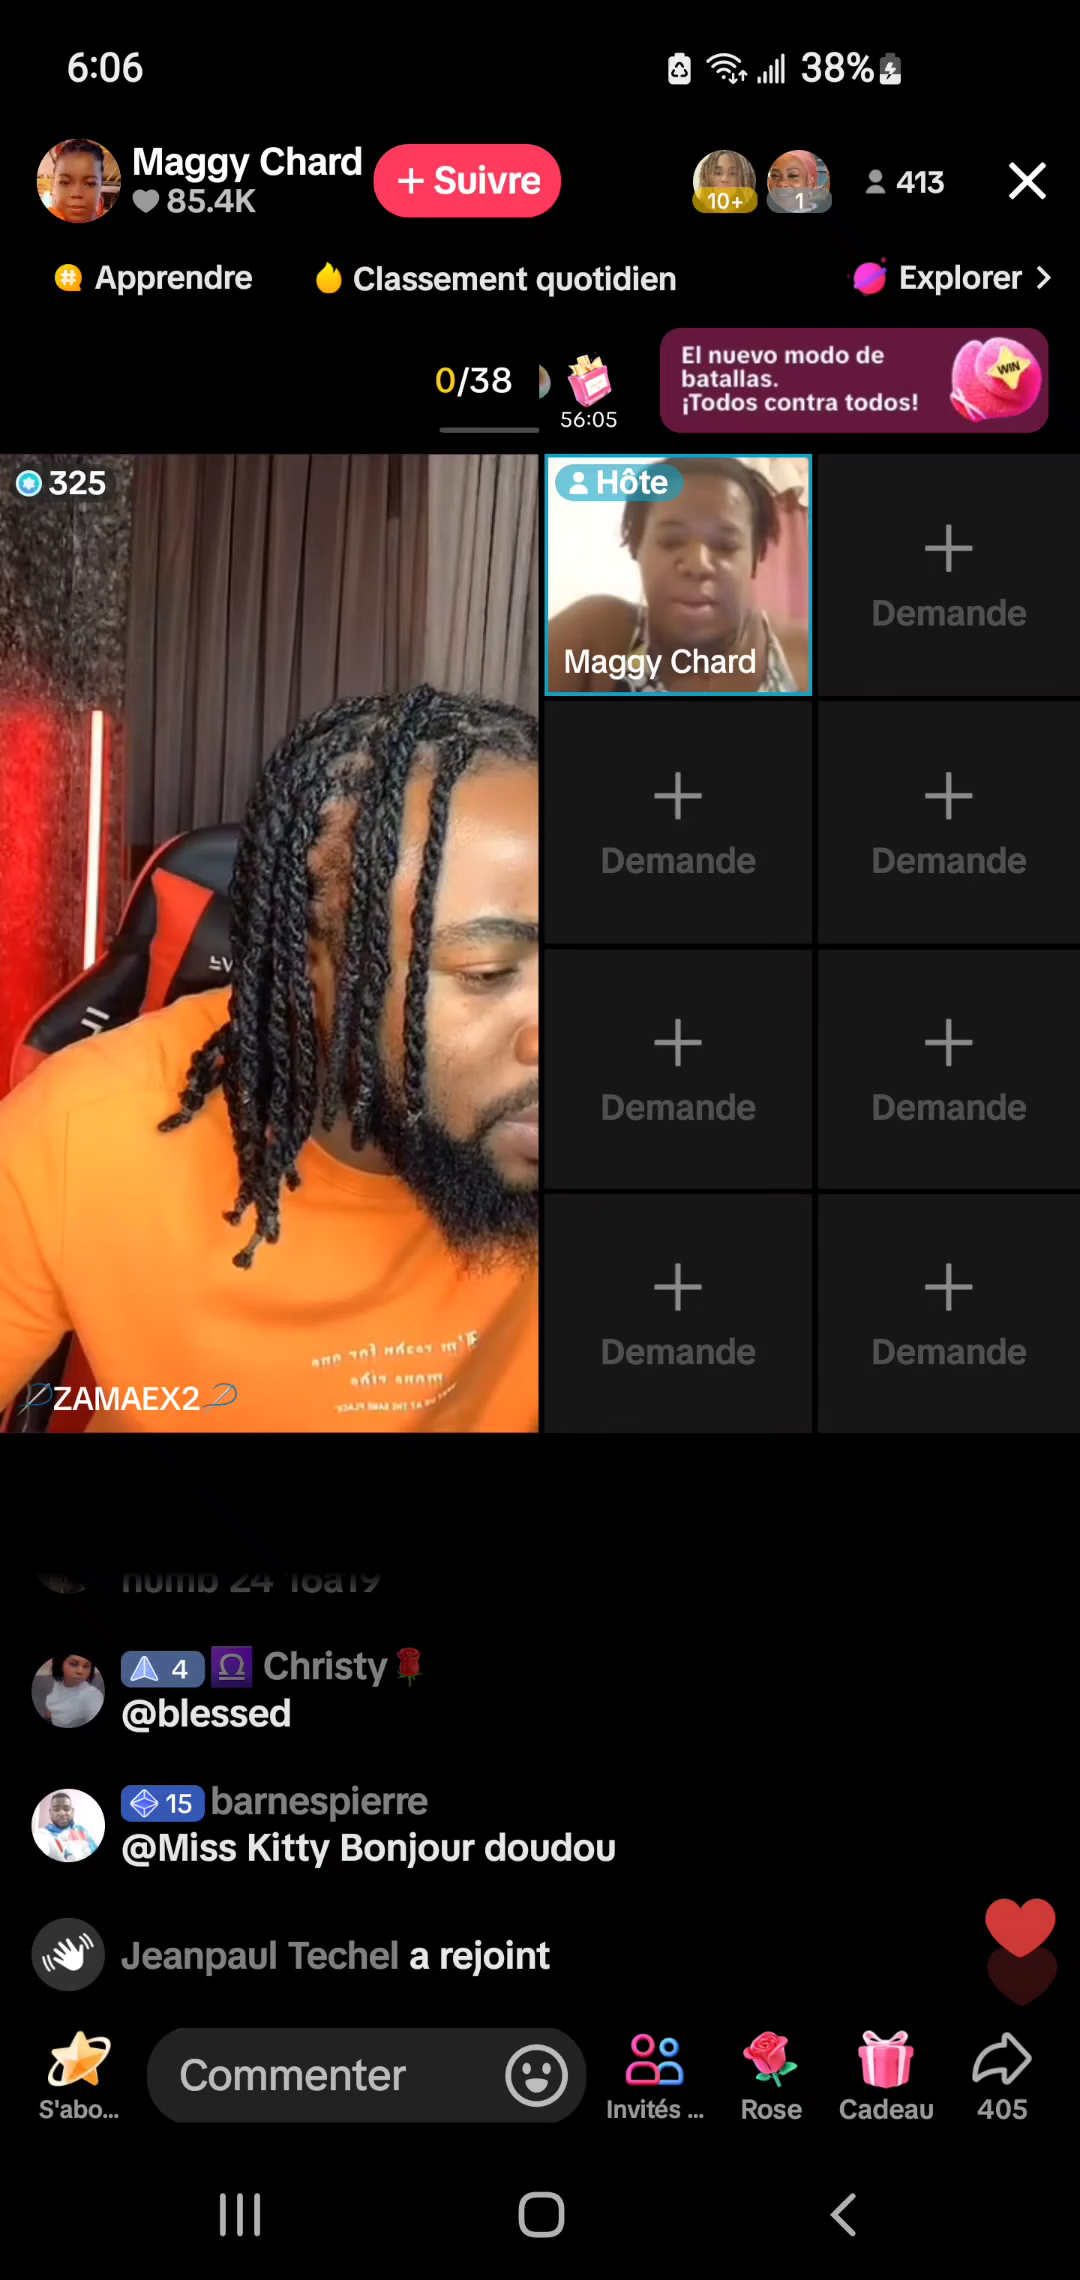 6:06
38%
Maggy Chard
85.4K
+ Suivre
10+
1
413
Apprendre
Classement quotidien
Explorer
0/38
56:05
El nuevo modo de
batallas.
¡Todos contra todos!
WIN
325
Hôte
Maggy Chard
Demande
Demande
Demande
Demande
Demande
Demande
Demande
ZAMAEX2
4
Christy
@blessed
15 barnespierre
@Miss Kitty Bonjour doudou
Jeanpaul Techel a rejoint
S'abo...
Commenter
Invités ...
Rose
Cadeau
405